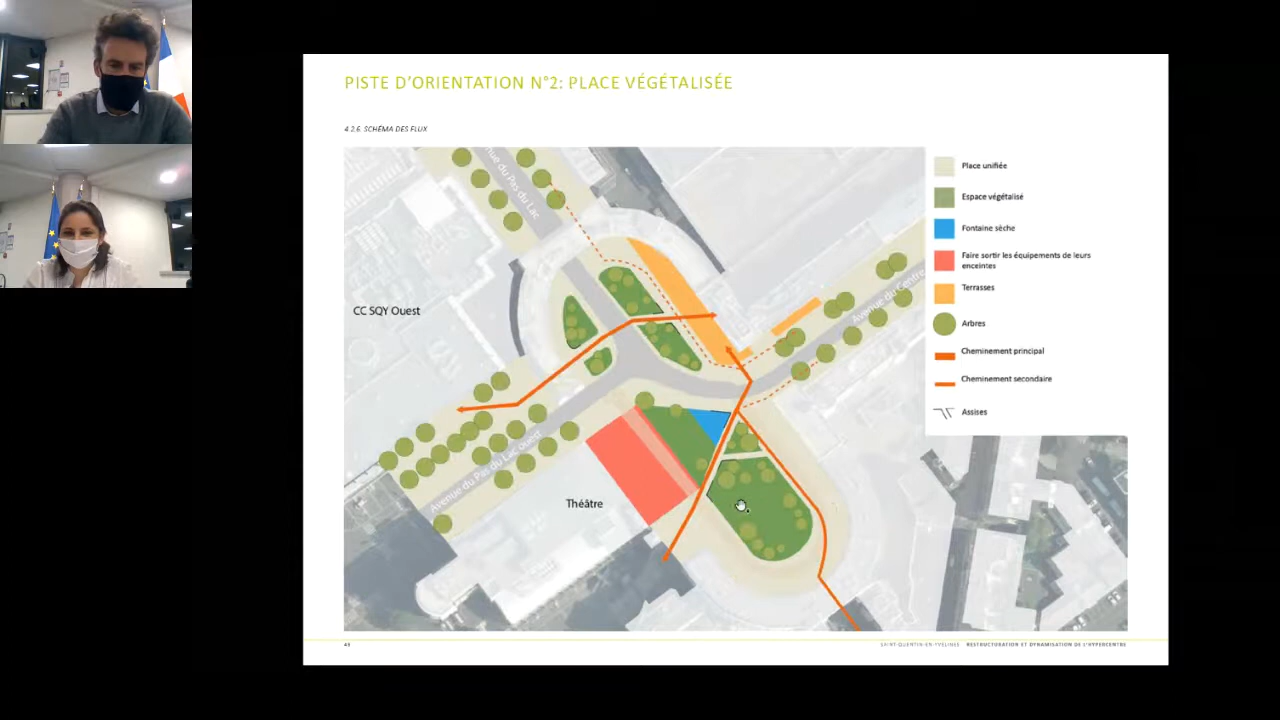 PISTE D'ORIENTATION N°2: PLACE VÉGÉTALISÉE
4.2.6. SCHÉMA DES FLUX
Avenue du Pas du Lac
Avenue du Centre
CC SQY Ouest
Avenue du Pas du Lac ouest
Théâtre
Place unifiée
Espace végétalisé
Fontaine sèche
Faire sortir les équipements de leurs
enceintes
Terrasses
Arbres
Cheminement principal
Cheminement secondaire
Assises
45
SAINT-QUENTIN-EN-YVELINES RESTRUCTURATION ET DYNAMISATION DE L'HYPERCENTRE